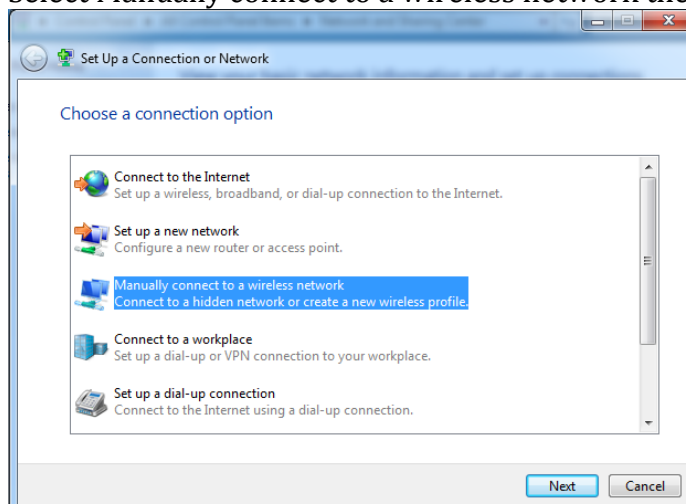 Select Manually connect to a wireless network the
Set Up a Connection or Network
Choose a connection option
Connect to the Internet
Set up a wireless, broadband, or dial-up connection to the Internet.
Set up a new network
Configure a new router or access point.
Manually connect to a wireless network
Connect to a hidden network or create a new wireless profile.
Connect to a workplace
Set up a dial-up or VPN connection to your workplace.
Set up a dial-up connection
Connect to the Internet using a dial-up connection.
Next
Cancel